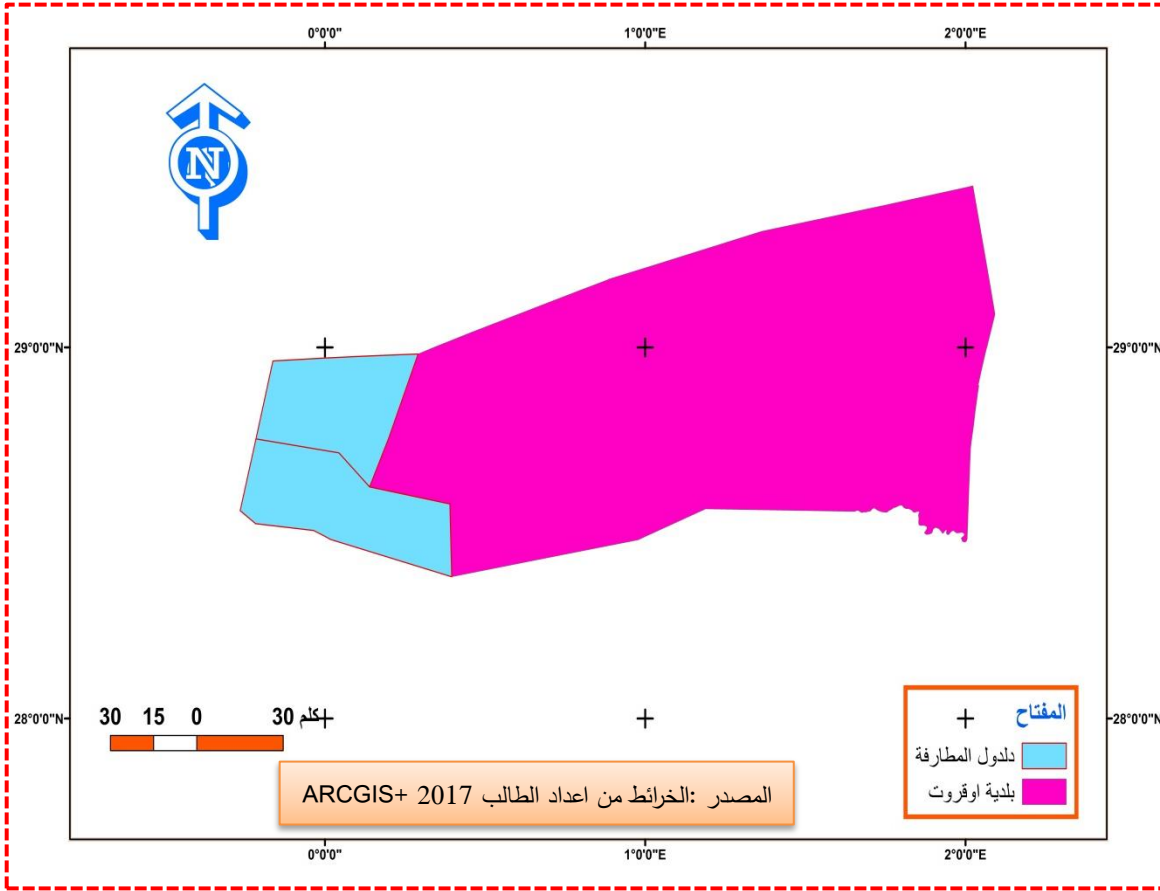 0°0'0" 1°0'0"E 2°0'0"E
N
29°0'0"N 29°0'0"N
28°0'0"N 28°0'0"N
30 15 0 30 كلم
المفتاح
دلدول المطارفة
بلدية اوقروت
المصدر :الخرائط من اعداد الطالب 2017 +ARCGIS
0°0'0" 1°0'0"E 2°0'0"E